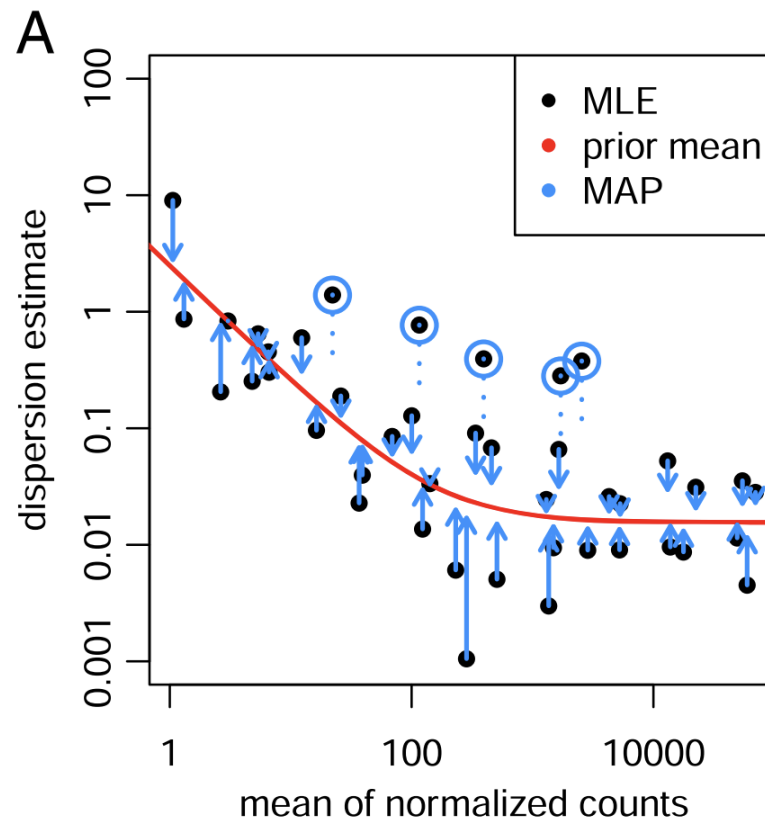 A
MLE
prior mean
MAP
dispersion estimate
100
10
1
0.1
0.01
0.001
1
100
10000
mean of normalized counts